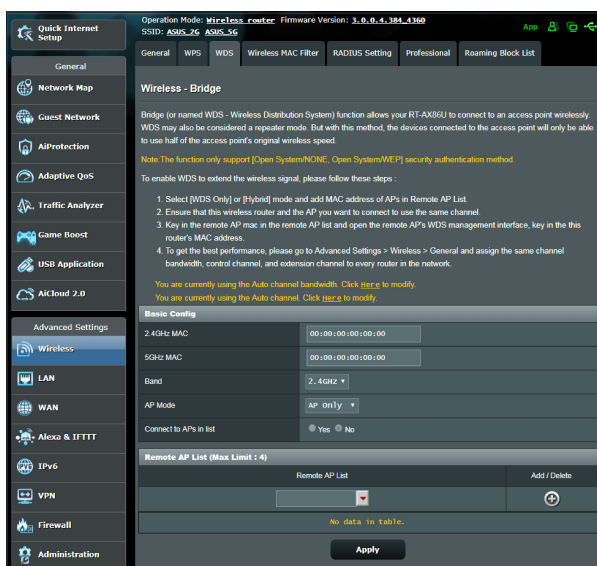 Quick Internet
Setup
General
Network Map
Guest Network
AiProtection
Adaptive QoS
Traffic Analyzer
Game Boost
USB Application
AiCloud 2.0
Advanced Settings
Wireless
LAN
WAN
Alexa & IFTTT
IPv6
VPN
Firewall
Administration
Operation Mode: Wireless router Firmware Version: 3.0.0.4.384_4360
SSID: ASUS_2G ASUS_5G
App
General WPS WDS Wireless MAC Filter RADIUS Setting Professional Roaming Block List
Wireless - Bridge
Bridge (or named WDS - Wireless Distribution System) function allows your RT-AX86U to connect to an access point wirelessly.
WDS may also be considered a repeater mode. But with this method, the devices connected to the access point will only be able
to use half of the access point's original wireless speed.
Note:The function only support [Open System/NONE, Open System/WEP] security authentication method.
To enable WDS to extend the wireless signal, please follow these steps :
1. Select [WDS Only] or [Hybrid] mode and add MAC address of APs in Remote AP List.
2. Ensure that this wireless router and the AP you want to connect to use the same channel.
3. Key in the remote AP mac in the remote AP list and open the remote AP's WDS management interface, key in the this
router's MAC address.
4. To get the best performance, please go to Advanced Settings > Wireless > General and assign the same channel
bandwidth, control channel, and extension channel to every router in the network.
You are currently using the Auto channel bandwidth. Click Here to modify.
You are currently using the Auto channel. Click Here to modify.
Basic Config
2.4GHz MAC 00:00:00:00:00:00
5GHz MAC 00:00:00:00:00:00
Band 2.4GHz
AP Mode AP Only
Connect to APs in list Yes No
Remote AP List (Max Limit : 4)
Remote AP List Add / Delete
No data in table.
Apply